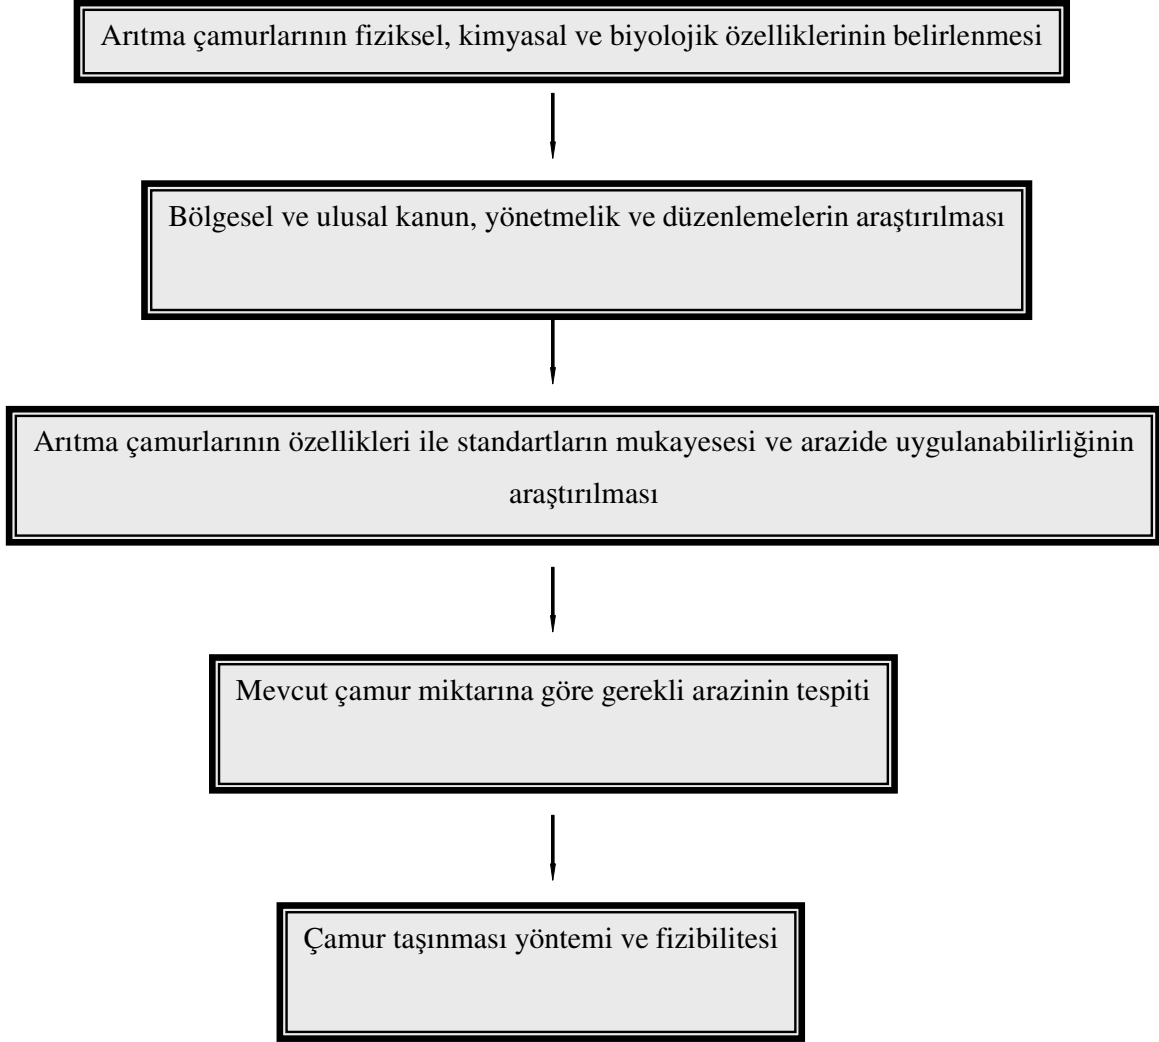 Arıtma çamurlarının fiziksel, kimyasal ve biyolojik özelliklerinin belirlenmesi
Bölgesel ve ulusal kanun, yönetmelik ve düzenlemelerin araştırılması
Arıtma çamurlarının özellikleri ile standartların mukayesesi ve arazide uygulanabilirliğinin
araştırılması
Mevcut çamur miktarına göre gerekli arazinin tespiti
Çamur taşınması yöntemi ve fizibilitesi